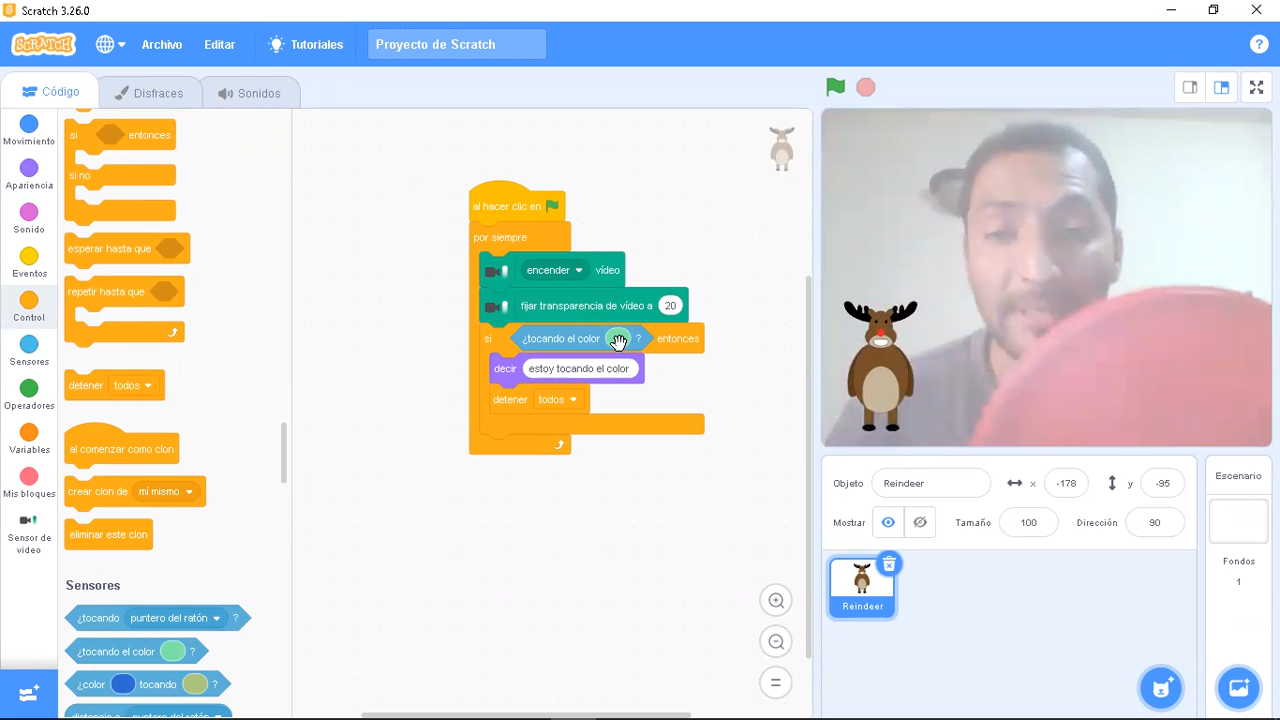 Scratch 3.26.0
SCRATCH
Archivo
Editar
Tutoriales
Proyecto de Scratch
?
Código
Disfraces
Sonidos
Movimiento
Apariencia
Sonido
Eventos
Control
Sensores
Operadores
Variables
Mis bloques
Sensor de
video
si entonces
si no
esperar hasta que
repetir hasta que
detener todos
al comenzar como clon
crear clon de mí mismo
eliminar este clon
Sensores
¿tocando puntero del ratón ?
¿tocando el color ?
¿color tocando ?
al hacer clic en
por siempre
encender vídeo
fijar transparencia de vídeo a 20
si ¿tocando el color ? entonces
decir estoy tocando el color
detener todos
Objeto Reindeer x -178 y -95
Mostrar Tamaño 100 Dirección 90
Reindeer
Escenario
Fondos
1